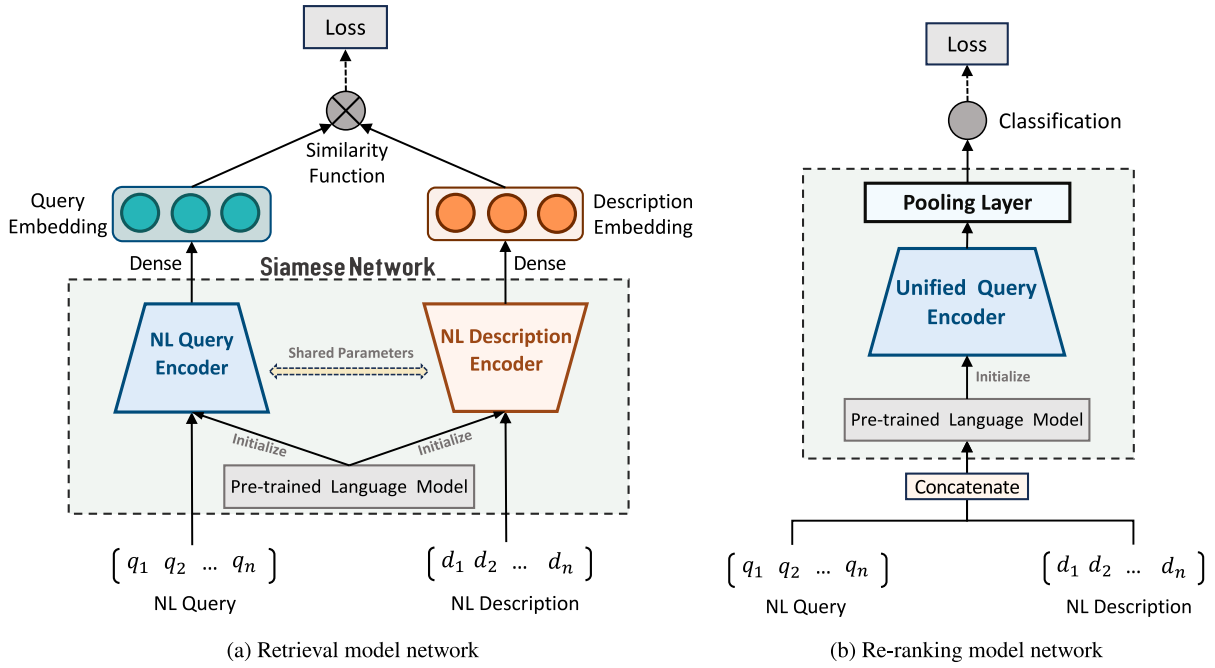 Loss
Similarity
Function
Query
Embedding
Description
Embedding
Dense
Siamese Network
Dense
NL Query
Encoder
Shared Parameters
NL Description
Encoder
Initialize
Initialize
Pre-trained Language Model
[ q1 q2 ... qn ]
[ d1 d2 ... dn ]
NL Query
NL Description
(a) Retrieval model network
Loss
Classification
Pooling Layer
Unified Query
Encoder
Initialize
Pre-trained Language Model
Concatenate
[ q1 q2 ... qn ]
[ d1 d2 ... dn ]
NL Query
NL Description
(b) Re-ranking model network